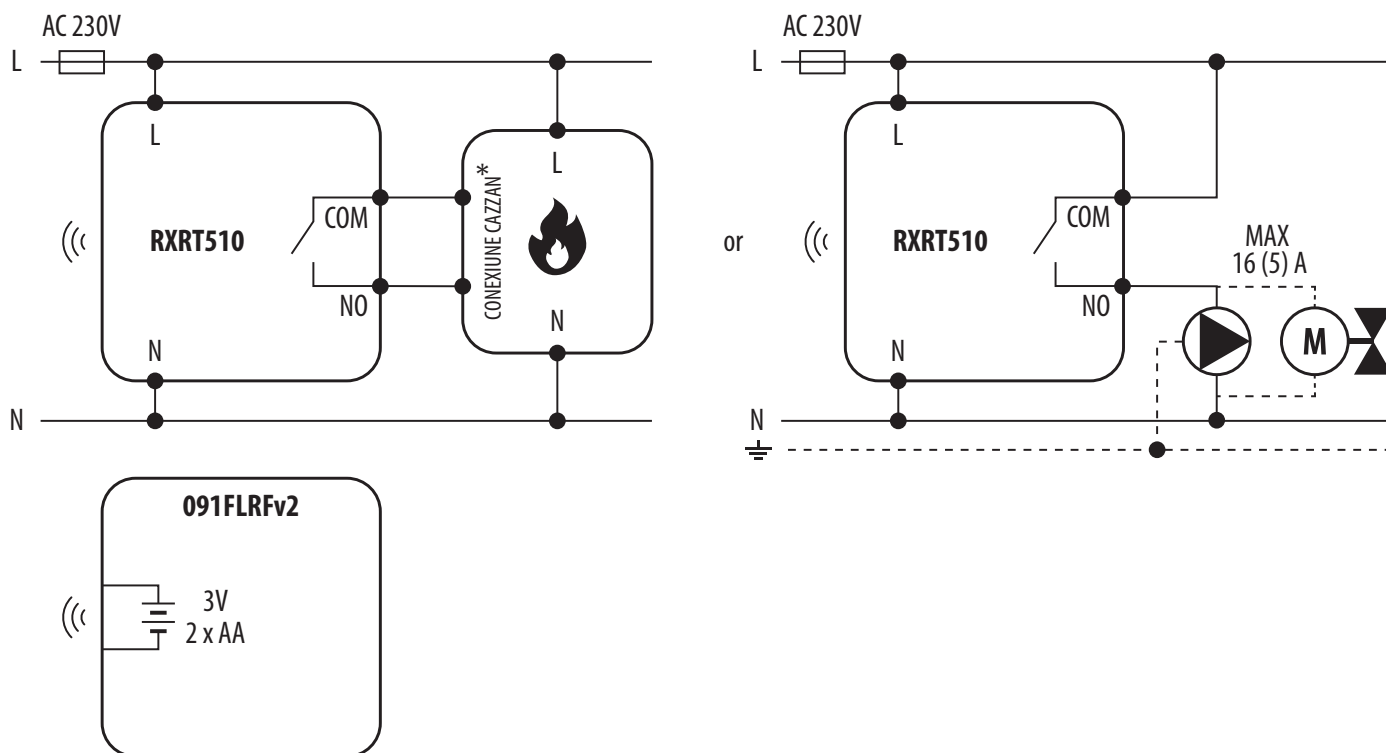 AC 230V
L
L
RXRT510
COM
NO
N
N
CONEXIUNE CAZZAN*
L
N
or
AC 230V
L
L
RXRT510
COM
NO
N
N
MAX
16 (5) A
M
091FLRFv2
3V
2 x AA